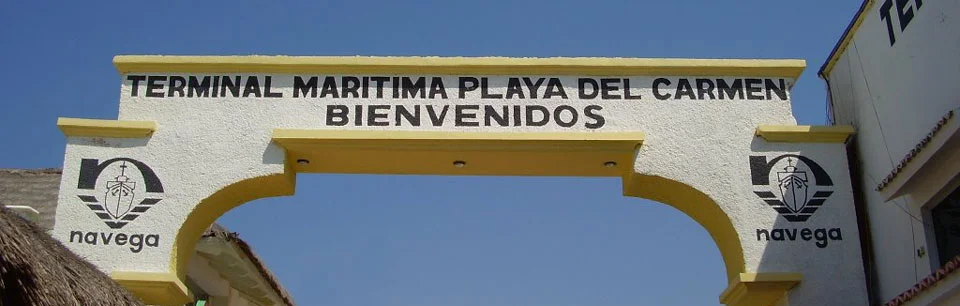 TERMINAL MARITIMA PLAYA DEL CARMEN
BIENVENIDOS
navega
navega